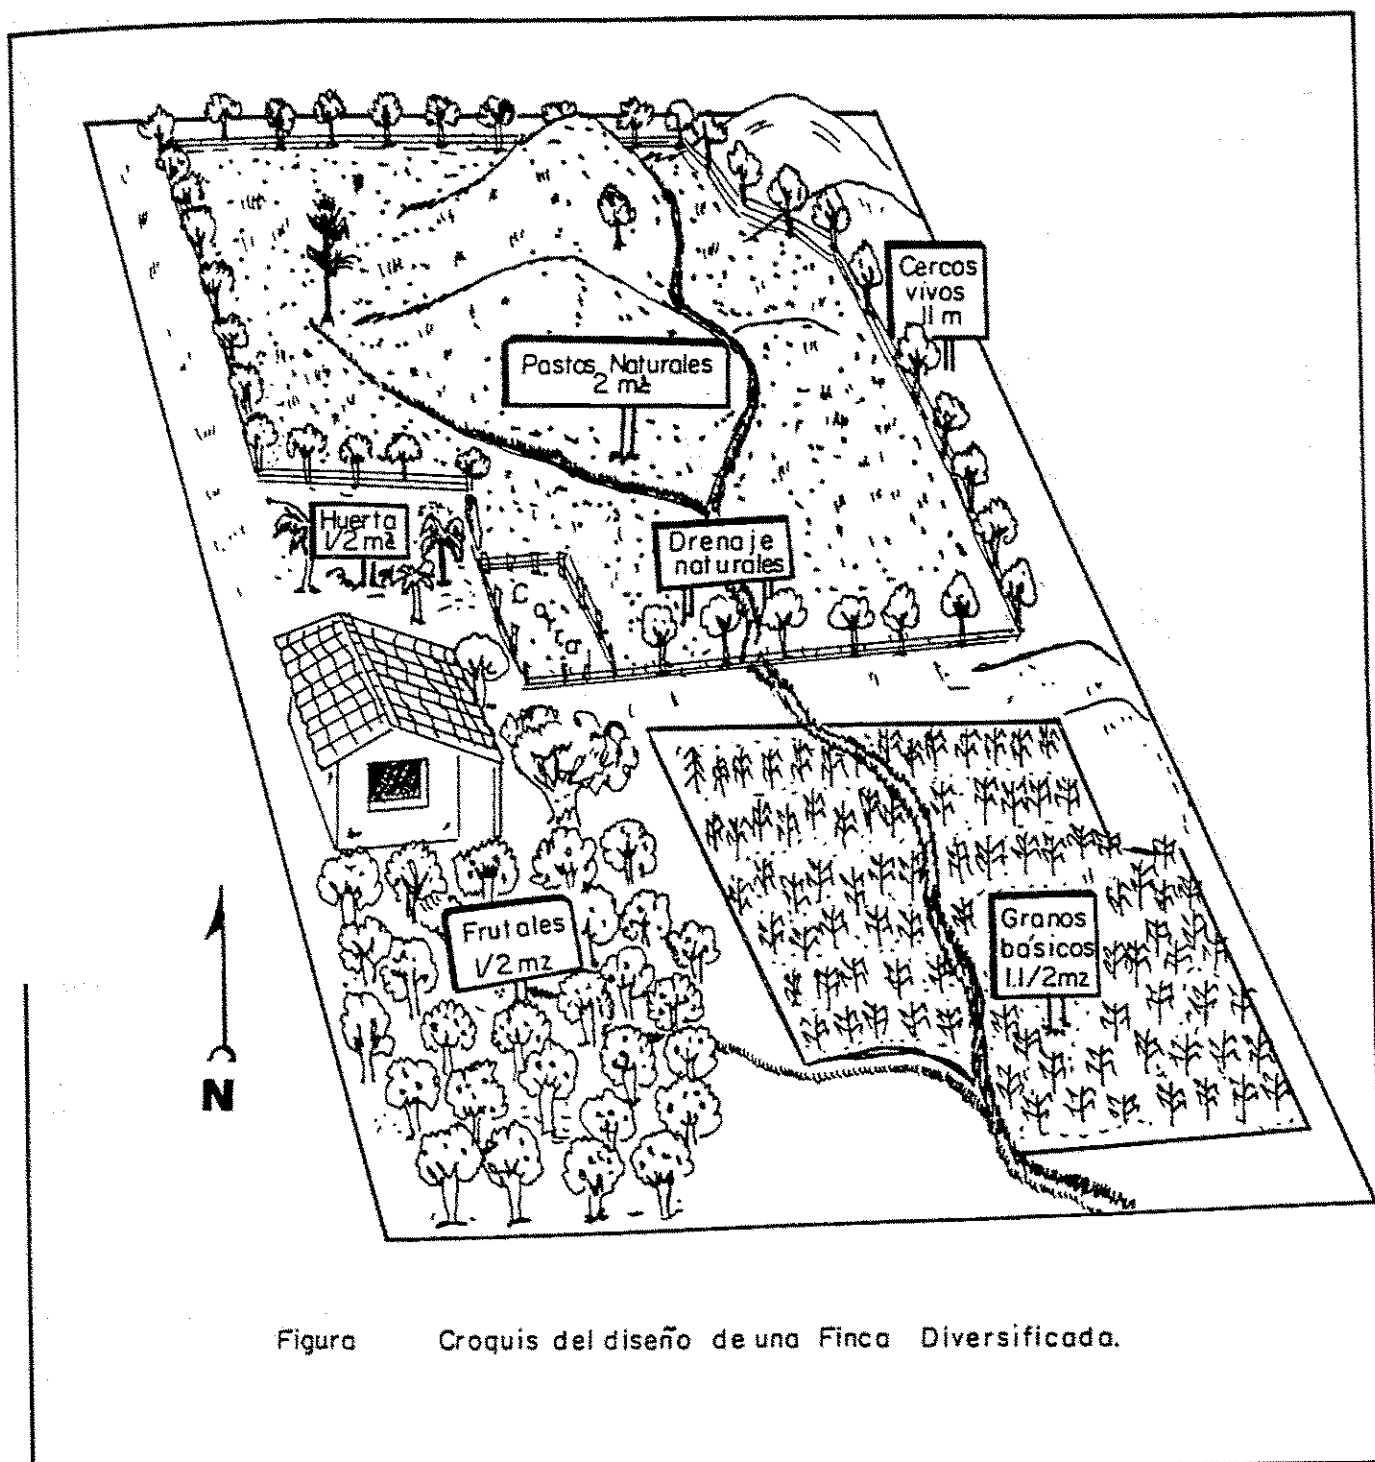 Cercos
vivos
11 m
Pastos Naturales
2 mz
Huerta
1/2 mz
Drenaje
naturales
Frutales
1/2 mz
Granos
básicos
1.1/2mz
N
Figura Croquis del diseño de una Finca Diversificada.